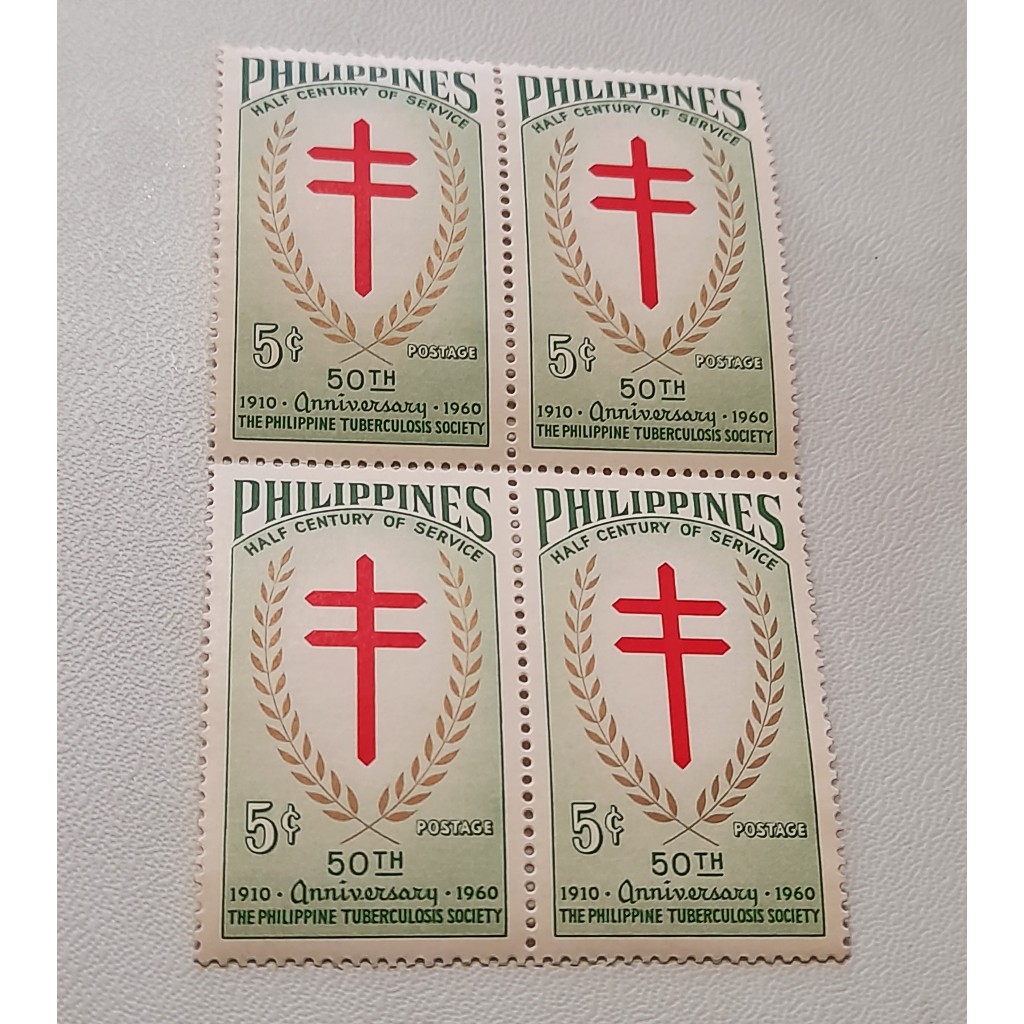 PHILIPPINES
HALF CENTURY OF SERVICE
5¢
POSTAGE
50TH
1910 · Anniversary · 1960
THE PHILIPPINE TUBERCULOSIS SOCIETY
PHILIPPINES
HALF CENTURY OF SERVICE
5¢
POSTAGE
50TH
1910 · Anniversary · 1960
THE PHILIPPINE TUBERCULOSIS SOCIETY
PHILIPPINES
HALF CENTURY OF SERVICE
5¢
POSTAGE
50TH
1910 · Anniversary · 1960
THE PHILIPPINE TUBERCULOSIS SOCIETY
PHILIPPINES
HALF CENTURY OF SERVICE
5¢
POSTAGE
50TH
1910 · Anniversary · 1960
THE PHILIPPINE TUBERCULOSIS SOCIETY